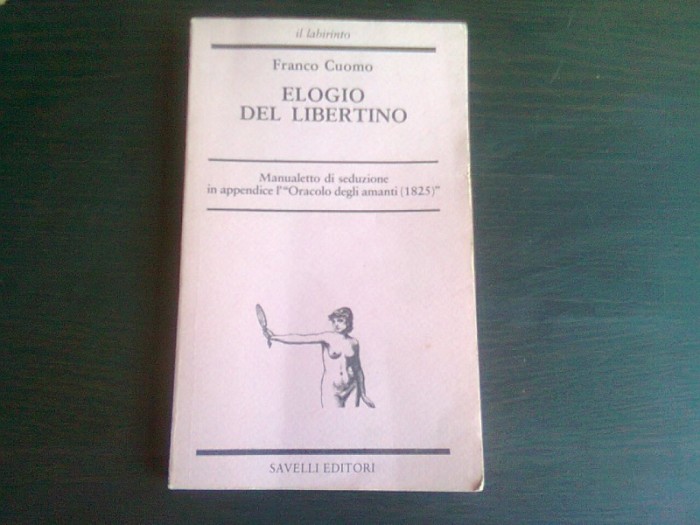 il labirinto
Franco Cuomo
ELOGIO
DEL LIBERTINO
Manualetto di seduzione
in appendice l'"Oracolo degli amanti (1825)"
SAVELLI EDITORI